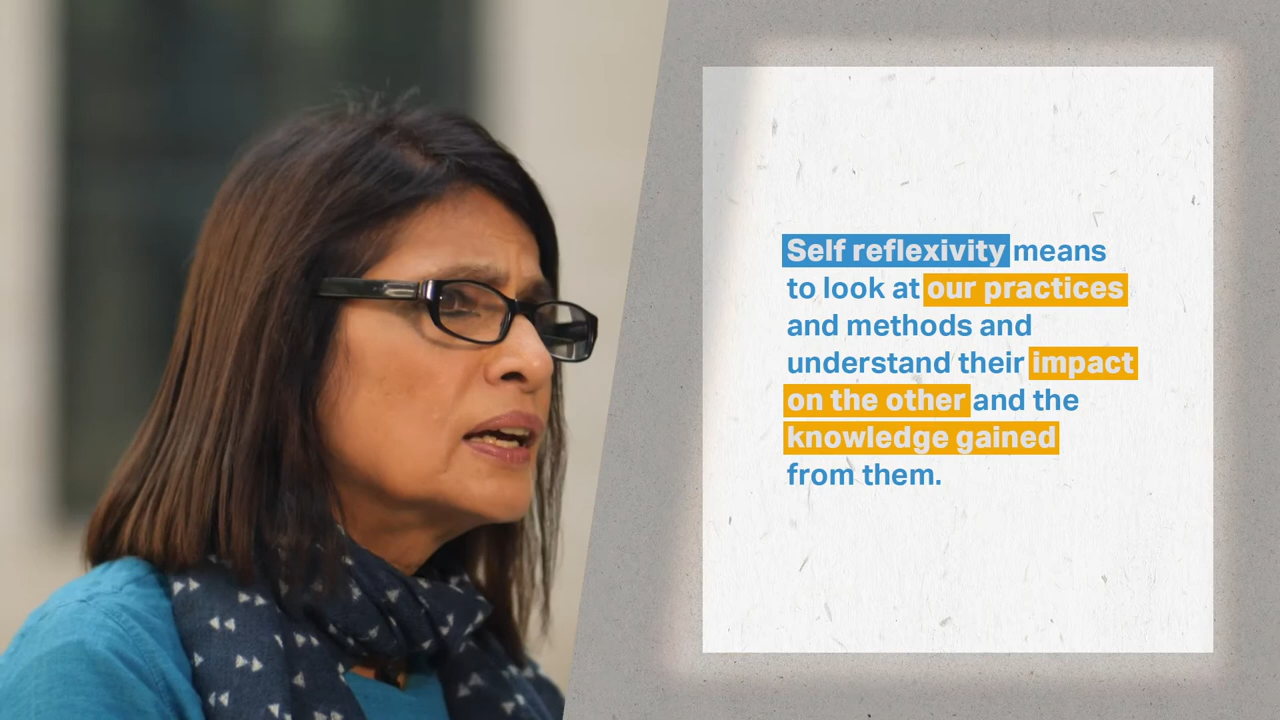 Self reflexivity means
to look at our practices
and methods and
understand their impact
on the other and the
knowledge gained
from them.